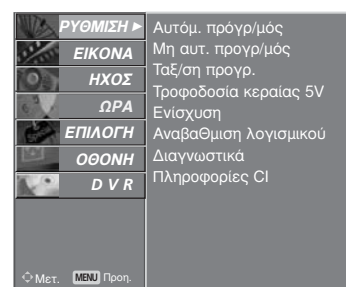 ΡΥΘΜΙΣΗ ►
ΕΙΚΟΝΑ
ΗΧΟΣ
ΩΡΑ
ΕΠΙΛΟΓΗ
ΟΘΟΝΗ
D V R
Αυτόμ. πρόγρ/μός
Μη αυτ. προγρ/μός
Ταξ/ση προγρ.
Τροφοδοσία κεραίας 5V
Ενίσχυση
ΑναβαΘμιση λογισμικού
Διαγνωστικά
Πληροφορίες CI
Μετ. MENU Προη.